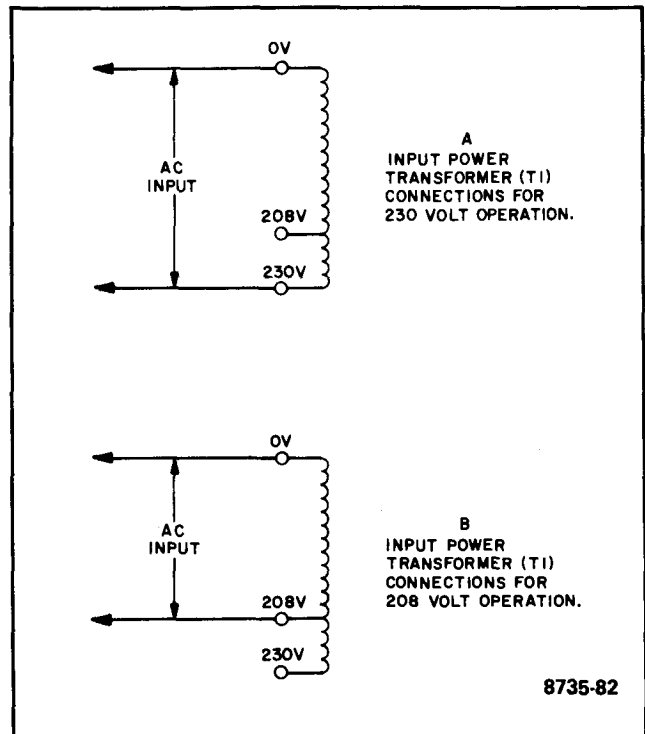 0V
AC
INPUT
208V
230V
A
INPUT POWER
TRANSFORMER (T1)
CONNECTIONS FOR
230 VOLT OPERATION.
0V
AC
INPUT
208V
230V
B
INPUT POWER
TRANSFORMER (T1)
CONNECTIONS FOR
208 VOLT OPERATION.
8735-82